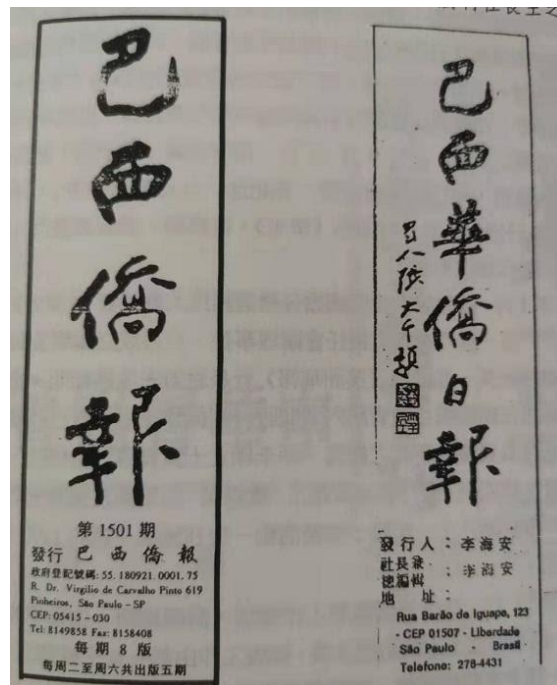 巴西僑報
第1501期
發行 巴西僑報
政府登記號碼: 55. 180921. 0001. 75
R. Dr. Virgilio de Carvalho Pinto 619
Pinheiros, São Paulo – SP
CEP: 05415 – 030
Tel: 8149858 Fax: 8158408
每期 8 版
每周二至周六共出版五期
巴西華僑日報
發行人：李海安
社長兼
總編輯：李海安
地址：
Rua Barão de Iguape, 123
- CEP 01507 - Liberdade
São Paulo - Brasil
Telefone: 278-4431